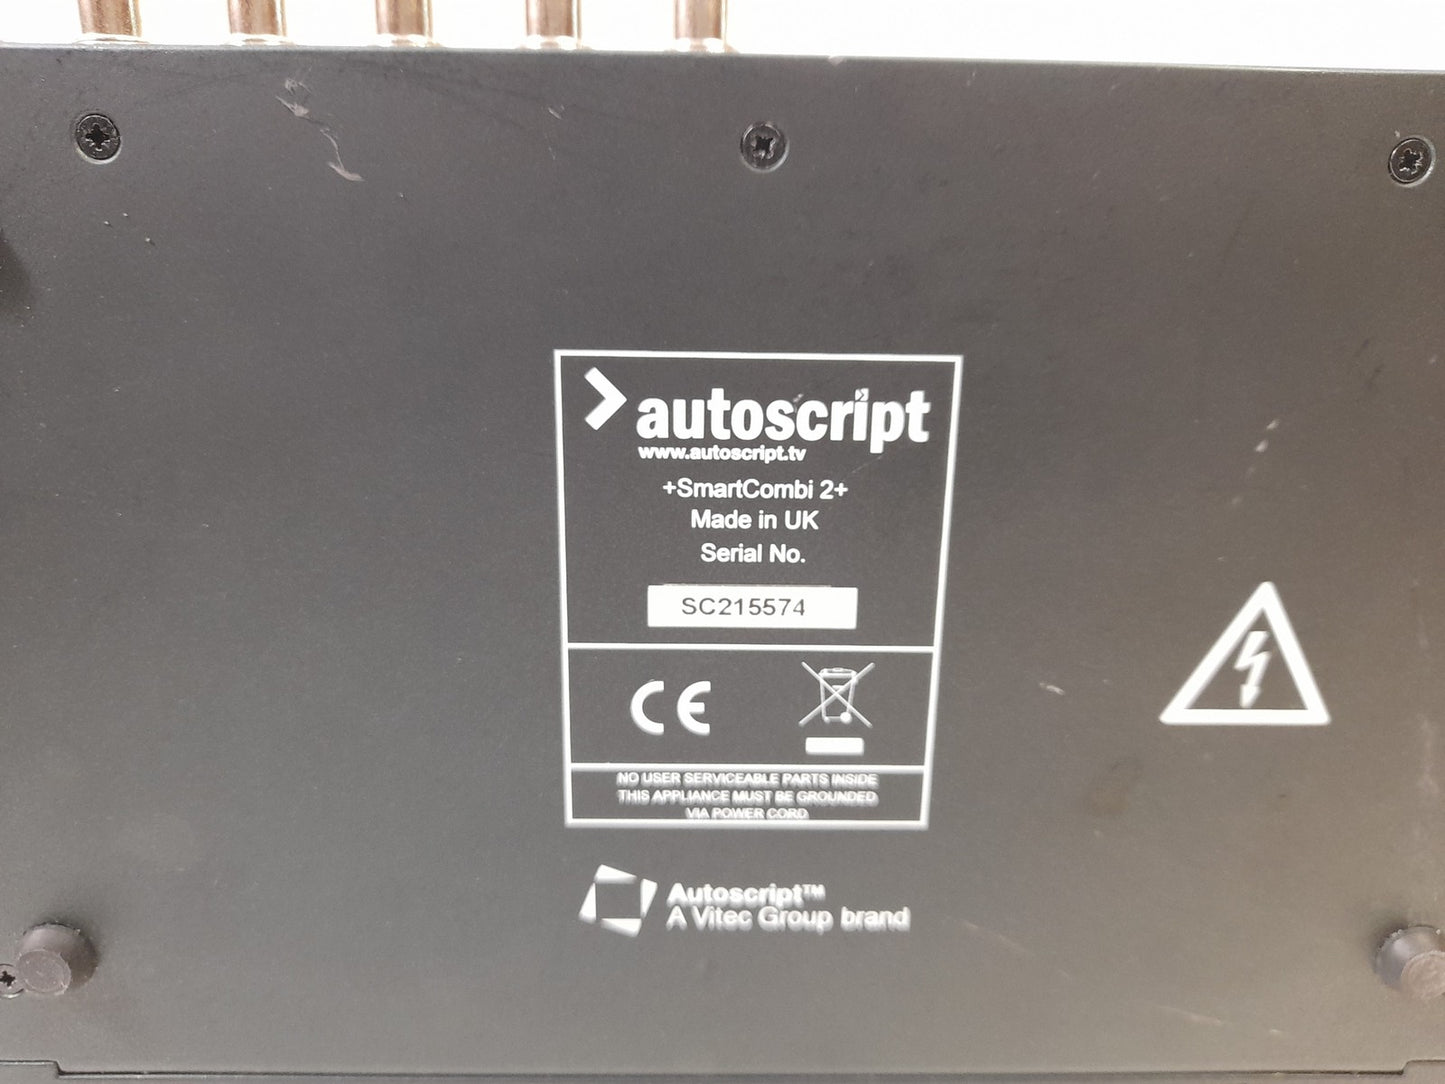 autoscript
www.autoscript.tv
+SmartCombi 2+
Made in UK
Serial No.
SC215574
CE
NO USER SERVICEABLE PARTS INSIDE
THIS APPLIANCE MUST BE GROUNDED
VIA POWER CORD
Autoscript™
A Vitec Group brand